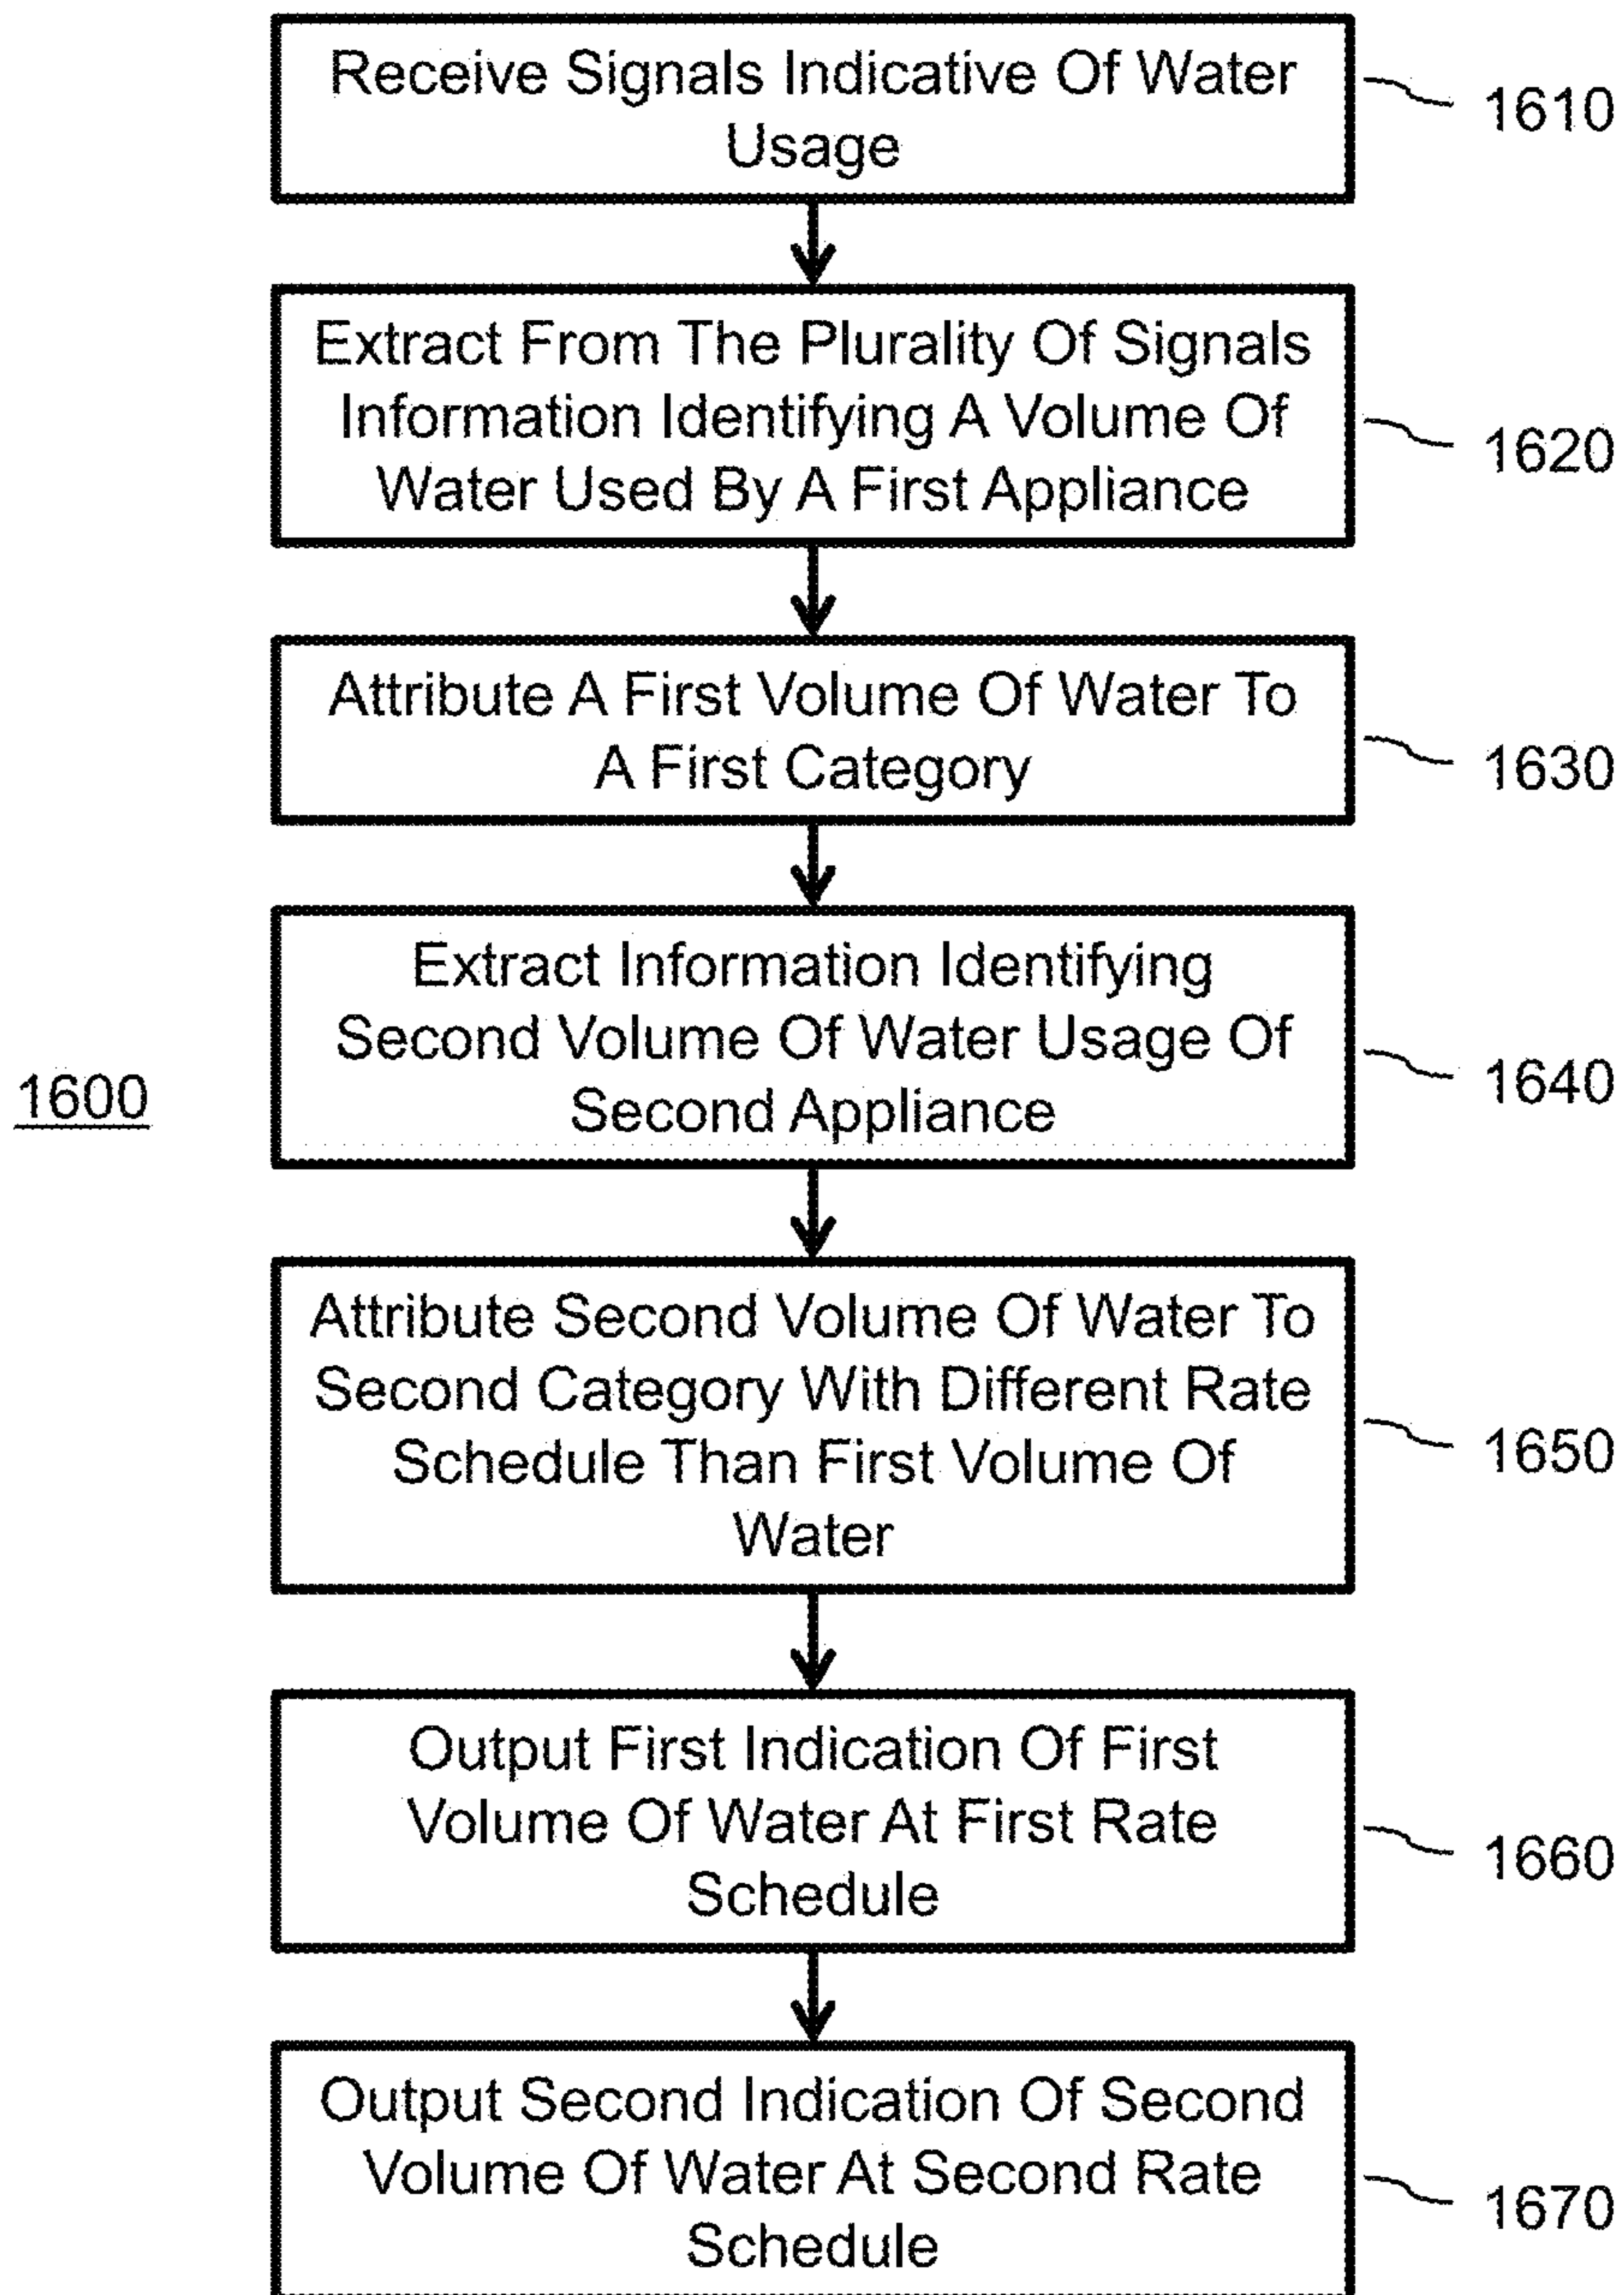 Receive Signals Indicative Of Water
Usage
1610
Extract From The Plurality Of Signals
Information Identifying A Volume Of
Water Used By A First Appliance
1620
Attribute A First Volume Of Water To
A First Category
1630
Extract Information Identifying
Second Volume Of Water Usage Of
Second Appliance
1640
1600
Attribute Second Volume Of Water To
Second Category With Different Rate
Schedule Than First Volume Of
Water
1650
Output First Indication Of First
Volume Of Water At First Rate
Schedule
1660
Output Second Indication Of Second
Volume Of Water At Second Rate
Schedule
1670